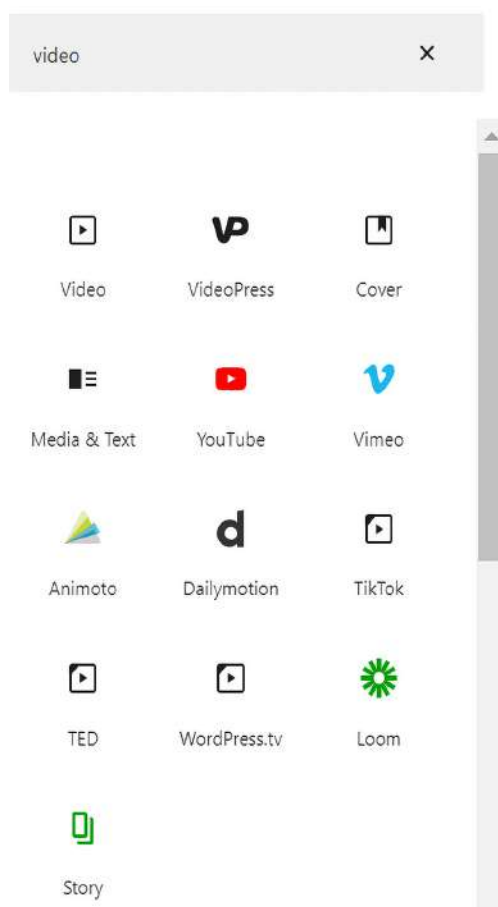 video
Video VideoPress Cover
Media & Text YouTube Vimeo
Animoto Dailymotion TikTok
TED WordPress.tv Loom
Story